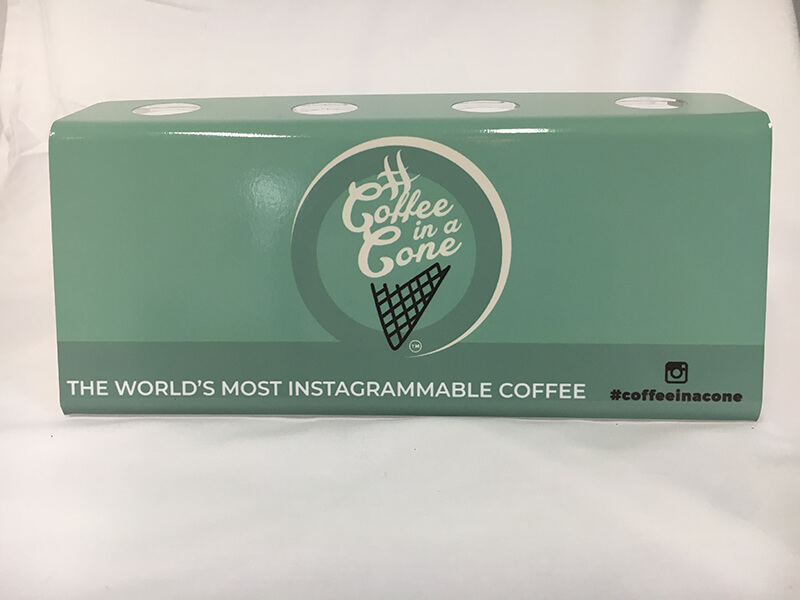 #
Coffee
in a
Cone
TM
THE WORLD'S MOST INSTAGRAMMABLE COFFEE
#coffeeinacone